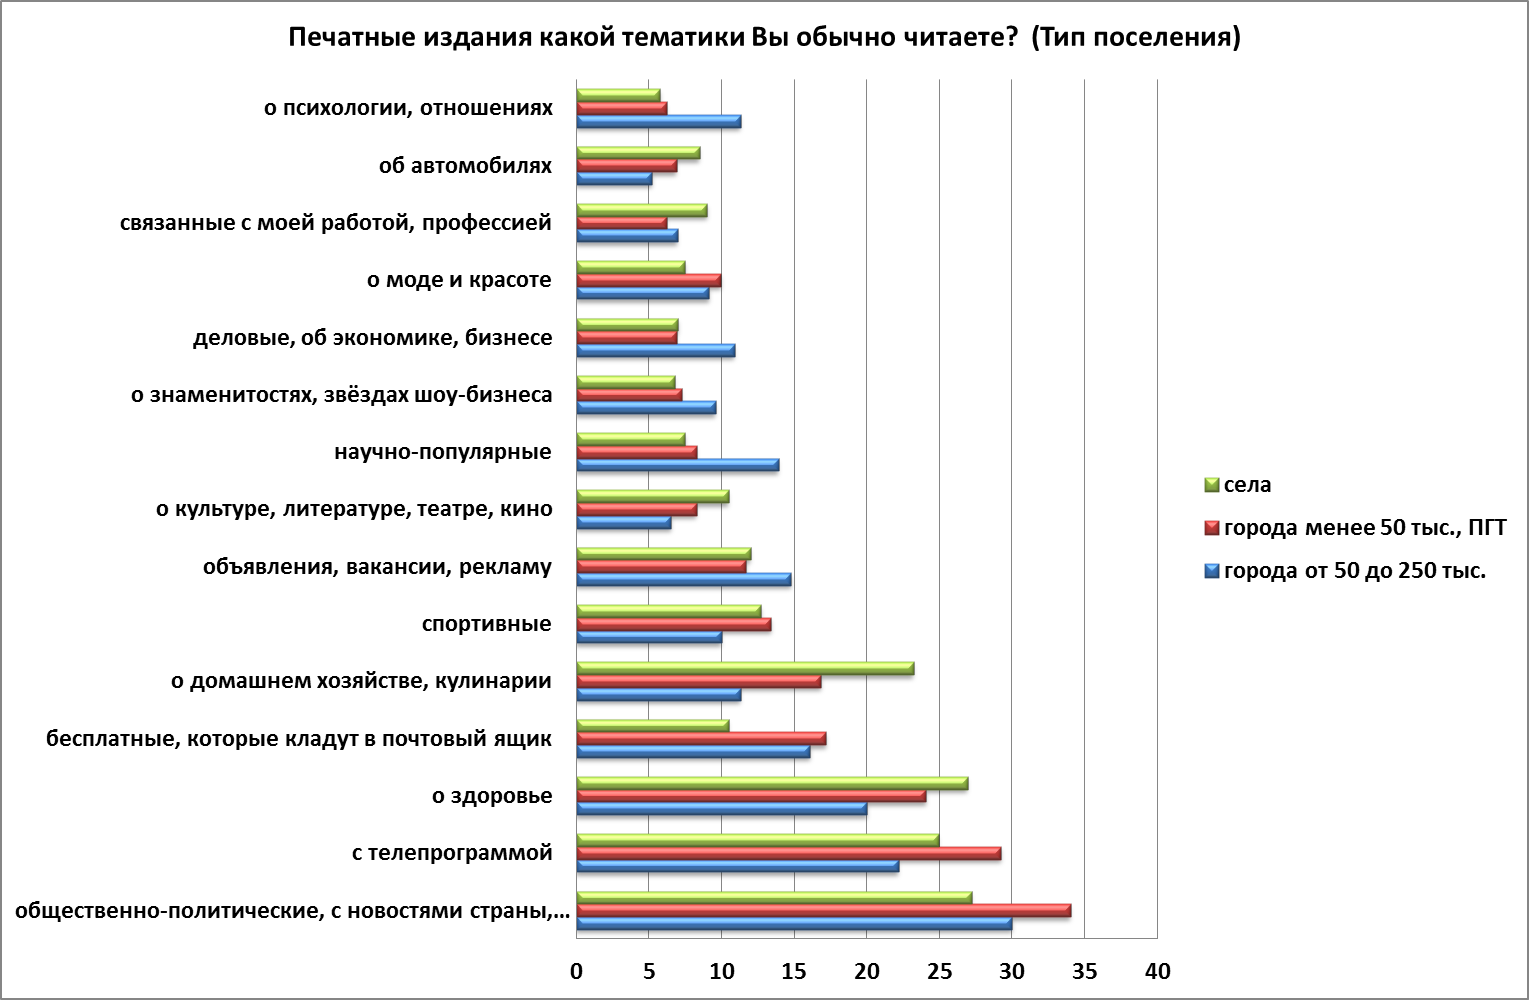 Печатные издания какой тематики Вы обычно читаете? (Тип поселения)
о психологии, отношениях
об автомобилях
связанные с моей работой, профессией
о моде и красоте
деловые, об экономике, бизнесе
о знаменитостях, звёздах шоу-бизнеса
научно-популярные
о культуре, литературе, театре, кино
объявления, вакансии, рекламу
спортивные
о домашнем хозяйстве, кулинарии
бесплатные, которые кладут в почтовый ящик
о здоровье
с телепрограммой
общественно-политические, с новостями страны,...
0 5 10 15 20 25 30 35 40
села
города менее 50 тыс., ПГТ
города от 50 до 250 тыс.